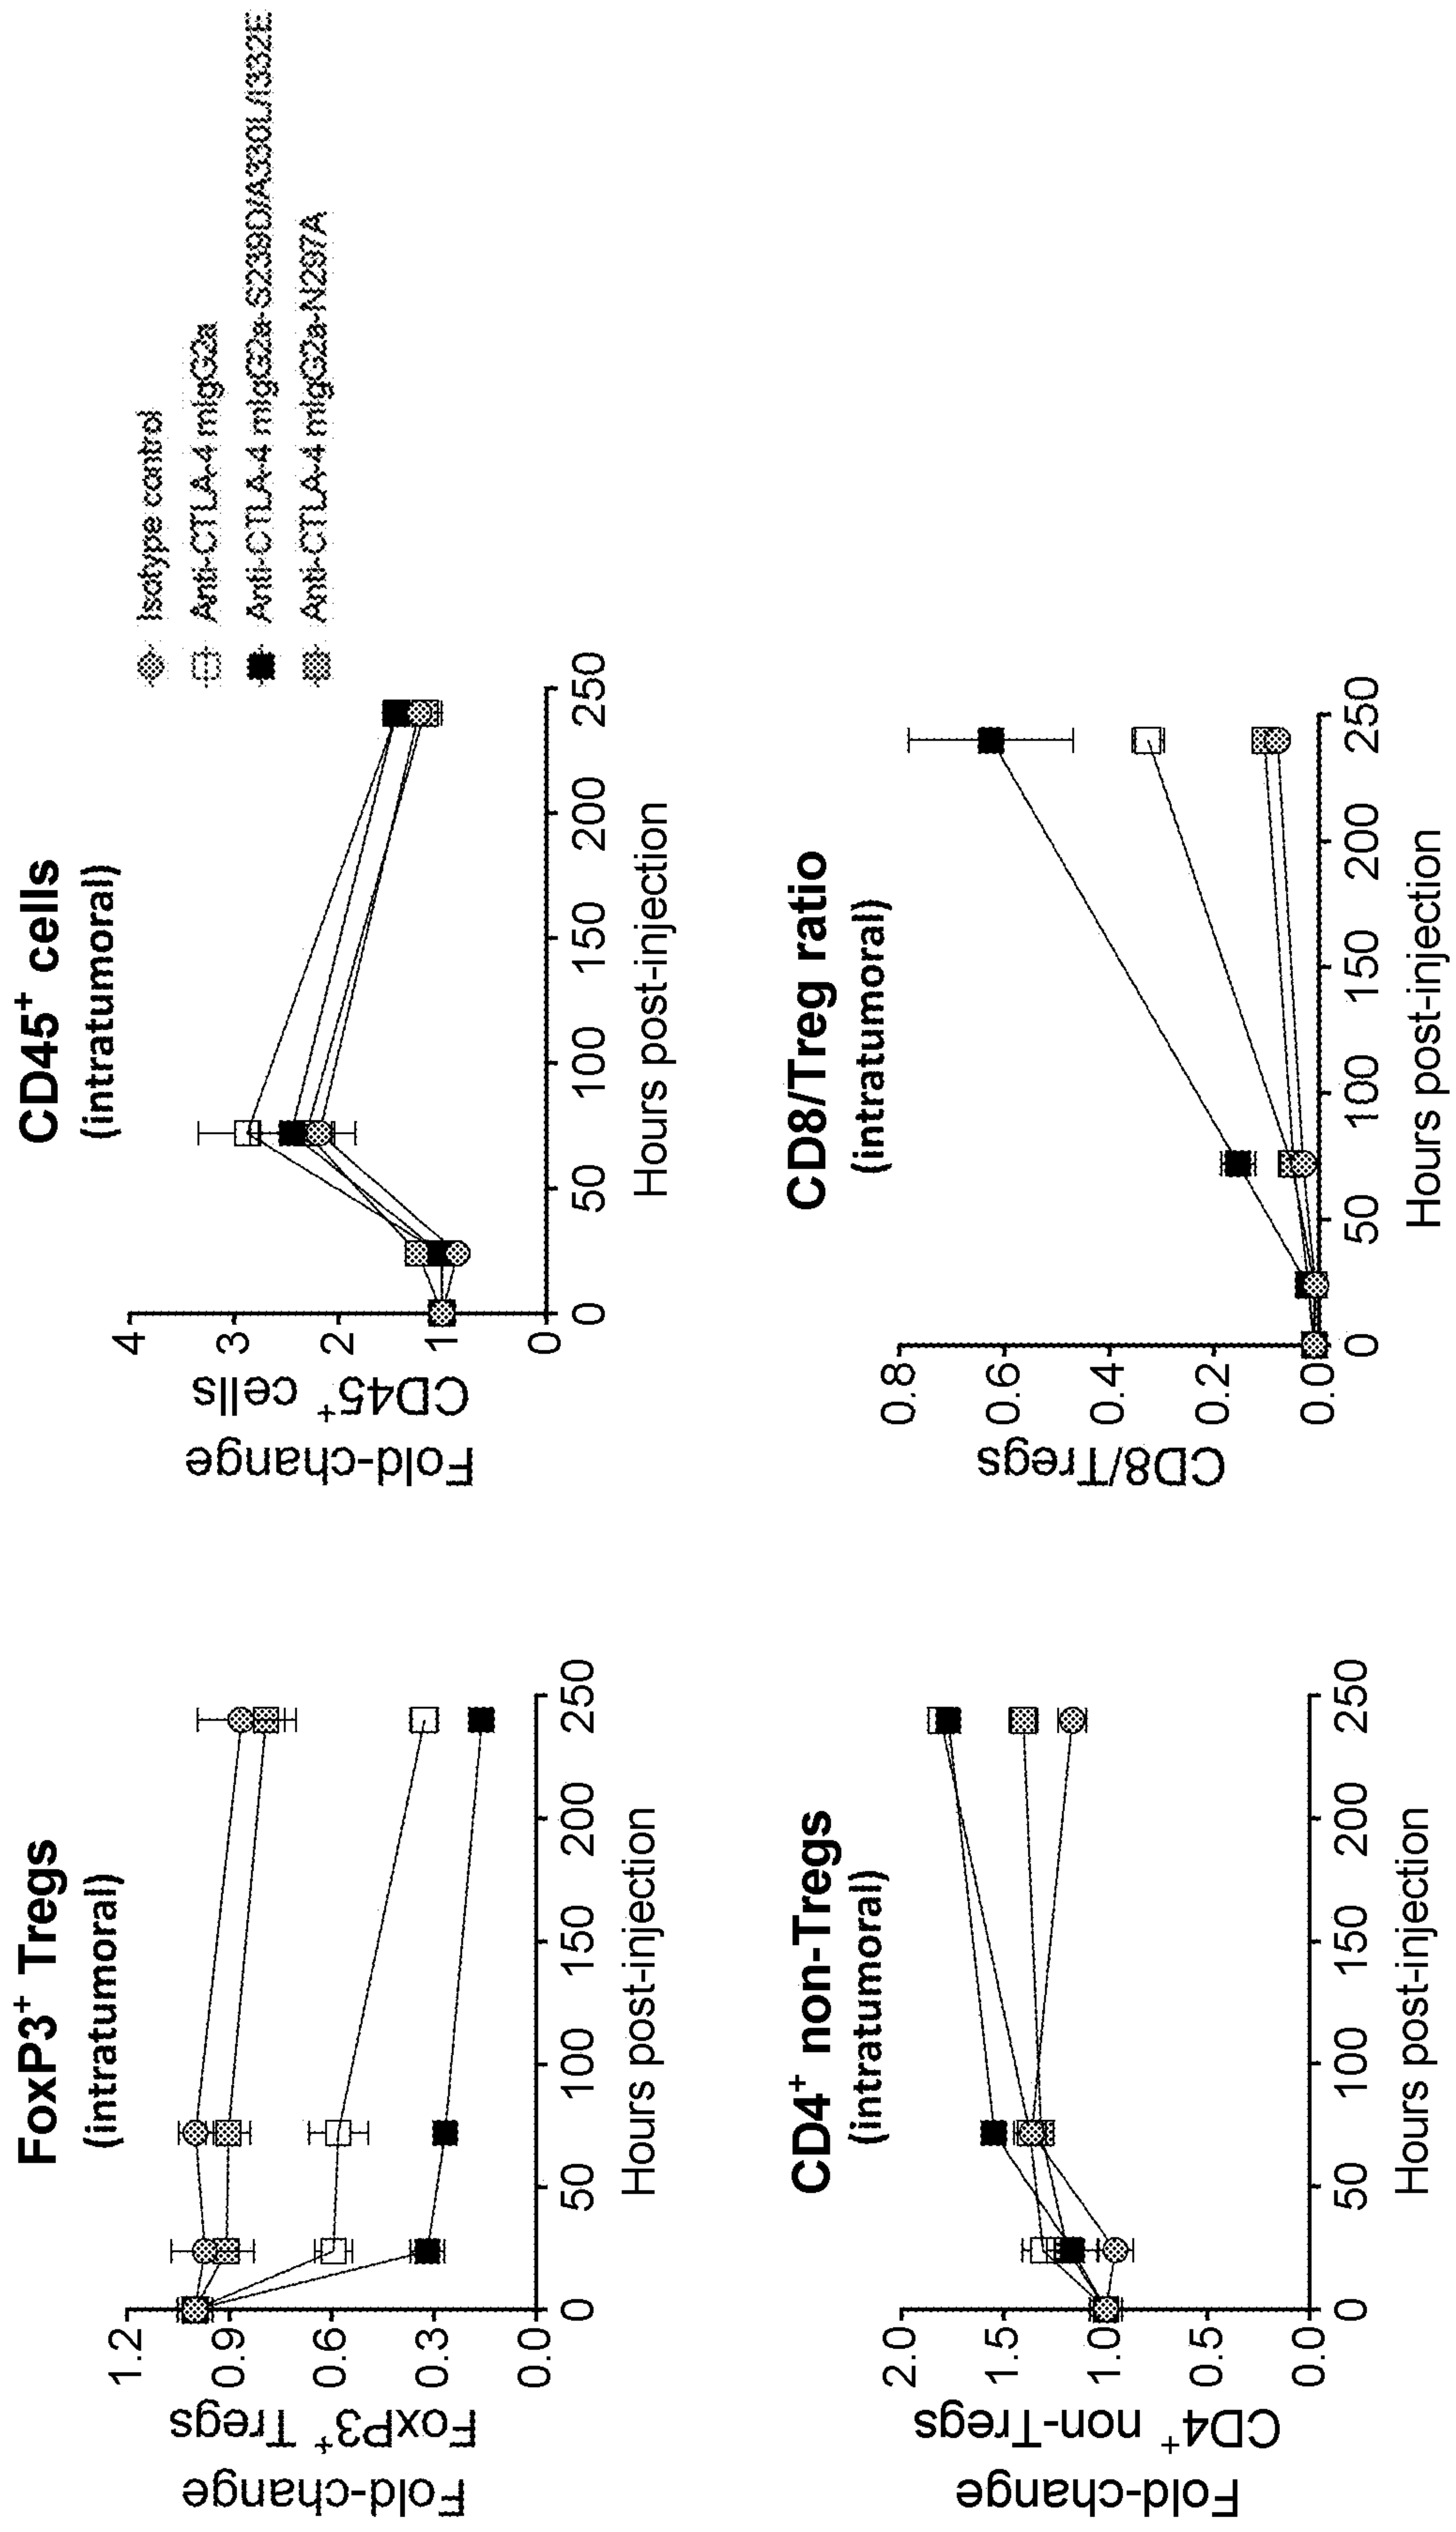 FoxP3⁺ Tregs
(intratumoral)
Fold-change
FoxP3⁺ Tregs
1.2
0.9
0.6
0.3
0.0
0
50
100
150
200
250
Hours post-injection
CD45⁺ cells
(intratumoral)
Fold-change
CD45⁺ cells
4
3
2
1
0
0
50
100
150
200
250
Hours post-injection
Isotype control
Anti-CTLA-4 mIgG2a
Anti-CTLA-4 mIgG2a-S239D/A330L/I332E
Anti-CTLA-4 mIgG2a-N297A
CD4⁺ non-Tregs
(intratumoral)
Fold-change
CD4⁺ non-Tregs
2.0
1.5
1.0
0.5
0.0
0
50
100
150
200
250
Hours post-injection
CD8/Treg ratio
(intratumoral)
CD8/Tregs
0.8
0.6
0.4
0.2
0.0
0
50
100
150
200
250
Hours post-injection